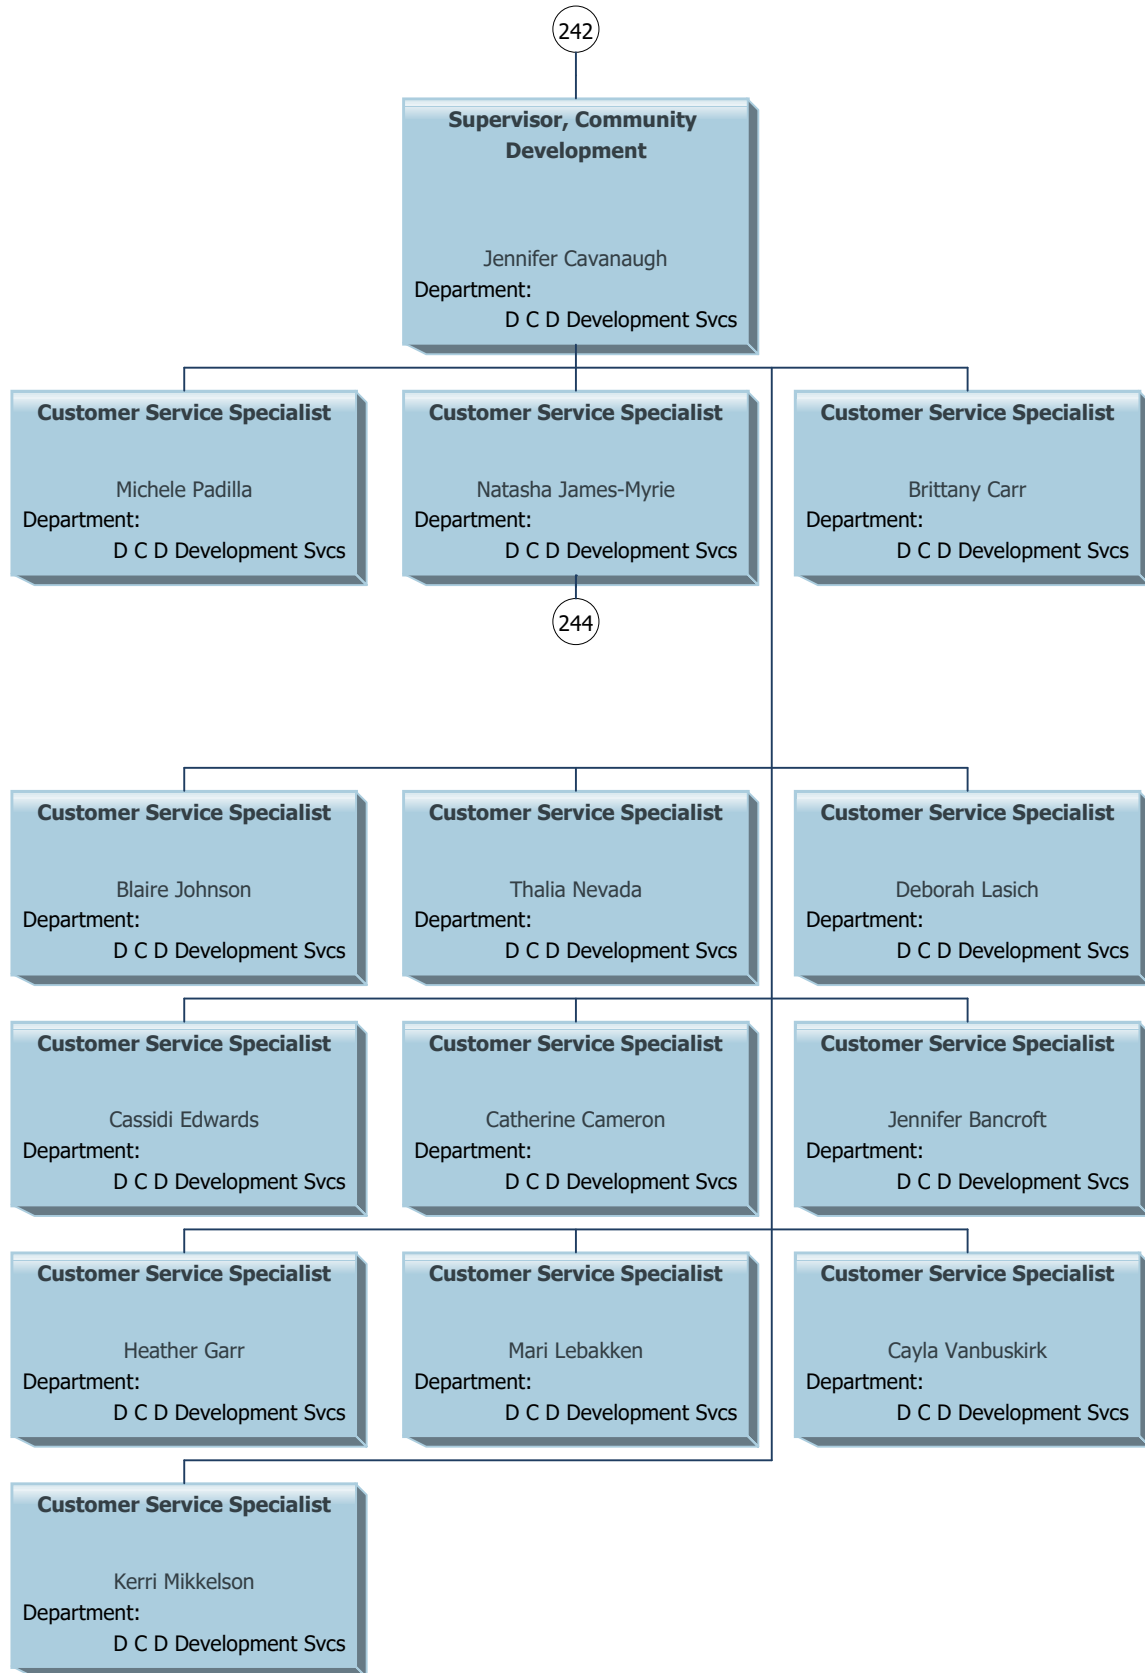 242
Supervisor, Community
Development
Jennifer Cavanaugh
Department:
D C D Development Svcs
Customer Service Specialist
Michele Padilla
Department:
D C D Development Svcs
Customer Service Specialist
Natasha James-Myrie
Department:
D C D Development Svcs
244
Customer Service Specialist
Brittany Carr
Department:
D C D Development Svcs
Customer Service Specialist
Blaire Johnson
Department:
D C D Development Svcs
Customer Service Specialist
Thalia Nevada
Department:
D C D Development Svcs
Customer Service Specialist
Deborah Lasich
Department:
D C D Development Svcs
Customer Service Specialist
Cassidi Edwards
Department:
D C D Development Svcs
Customer Service Specialist
Catherine Cameron
Department:
D C D Development Svcs
Customer Service Specialist
Jennifer Bancroft
Department:
D C D Development Svcs
Customer Service Specialist
Heather Garr
Department:
D C D Development Svcs
Customer Service Specialist
Mari Lebakken
Department:
D C D Development Svcs
Customer Service Specialist
Cayla Vanbuskirk
Department:
D C D Development Svcs
Customer Service Specialist
Kerri Mikkelson
Department:
D C D Development Svcs